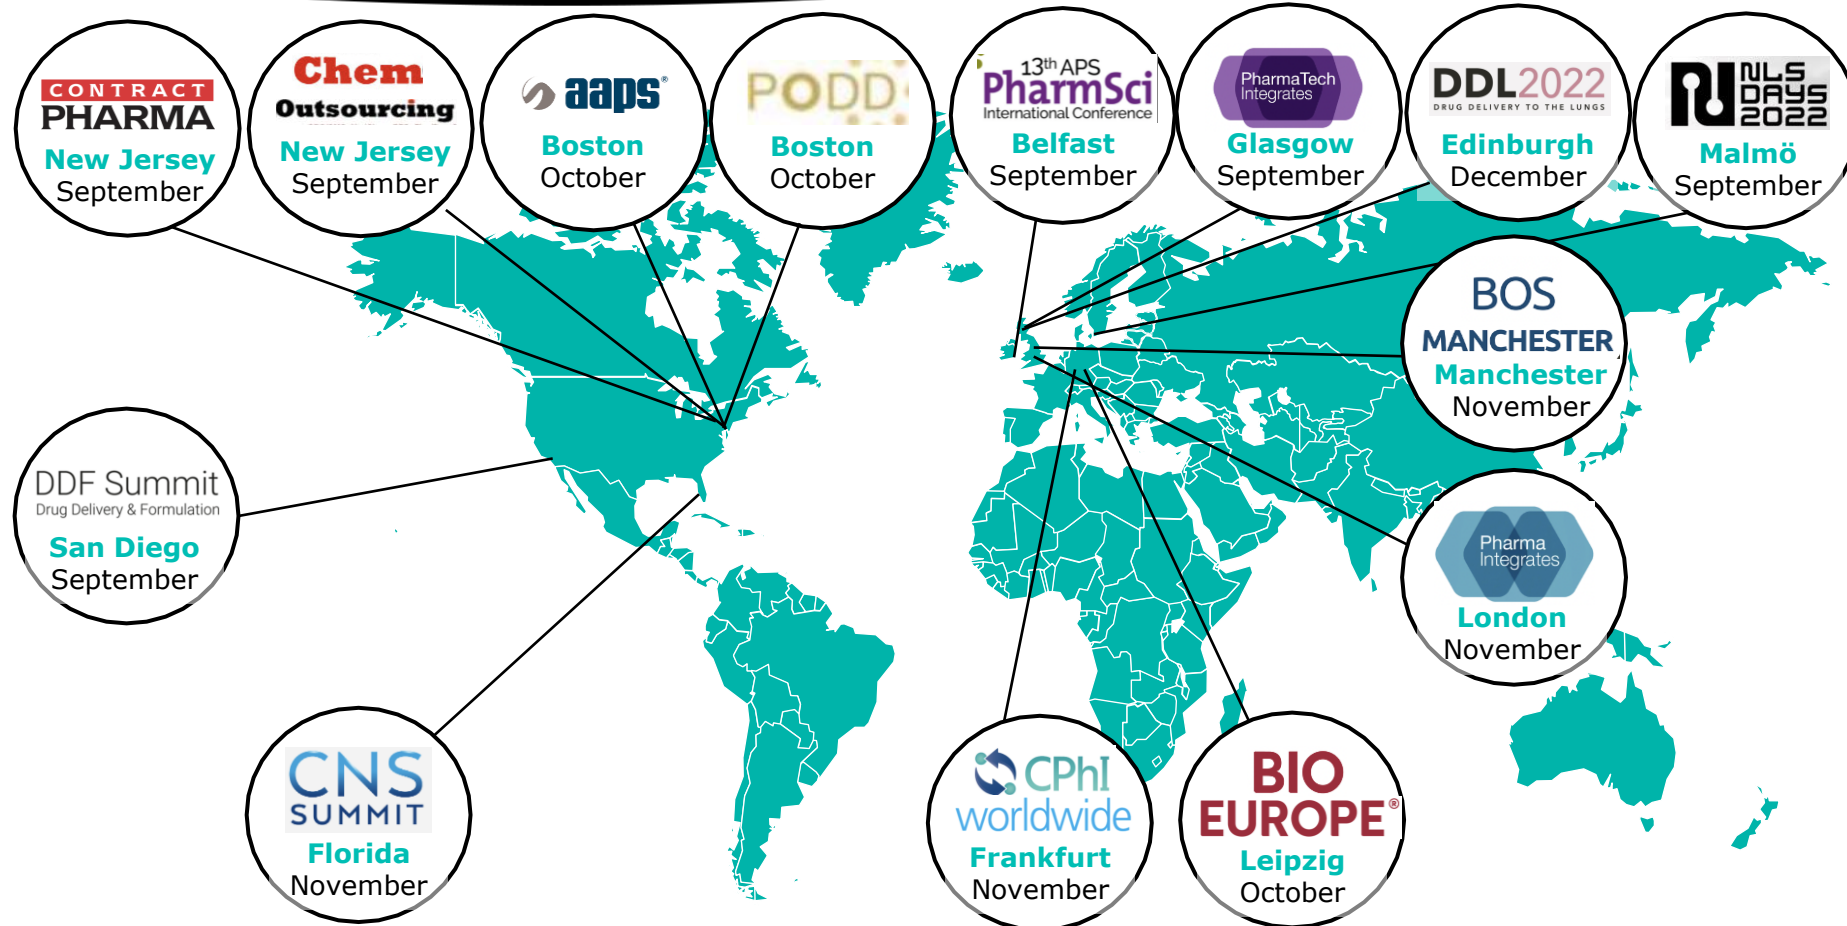 CONTRACT
PHARMA
New Jersey
September
Chem
Outsourcing
New Jersey
September
aaps®
Boston
October
PODD
Boston
October
13th APS
PharmSci
International Conference
Belfast
September
PharmaTech
Integrates
Glasgow
September
DDL2022
DRUG DELIVERY TO THE LUNGS
Edinburgh
December
NLS
DAYS
2022
Malmö
September
BOS
MANCHESTER
Manchester
November
DDF Summit
Drug Delivery & Formulation
San Diego
September
Pharma
Integrates
London
November
CNS
SUMMIT
Florida
November
CPhI
worldwide
Frankfurt
November
BIO
EUROPE®
Leipzig
October